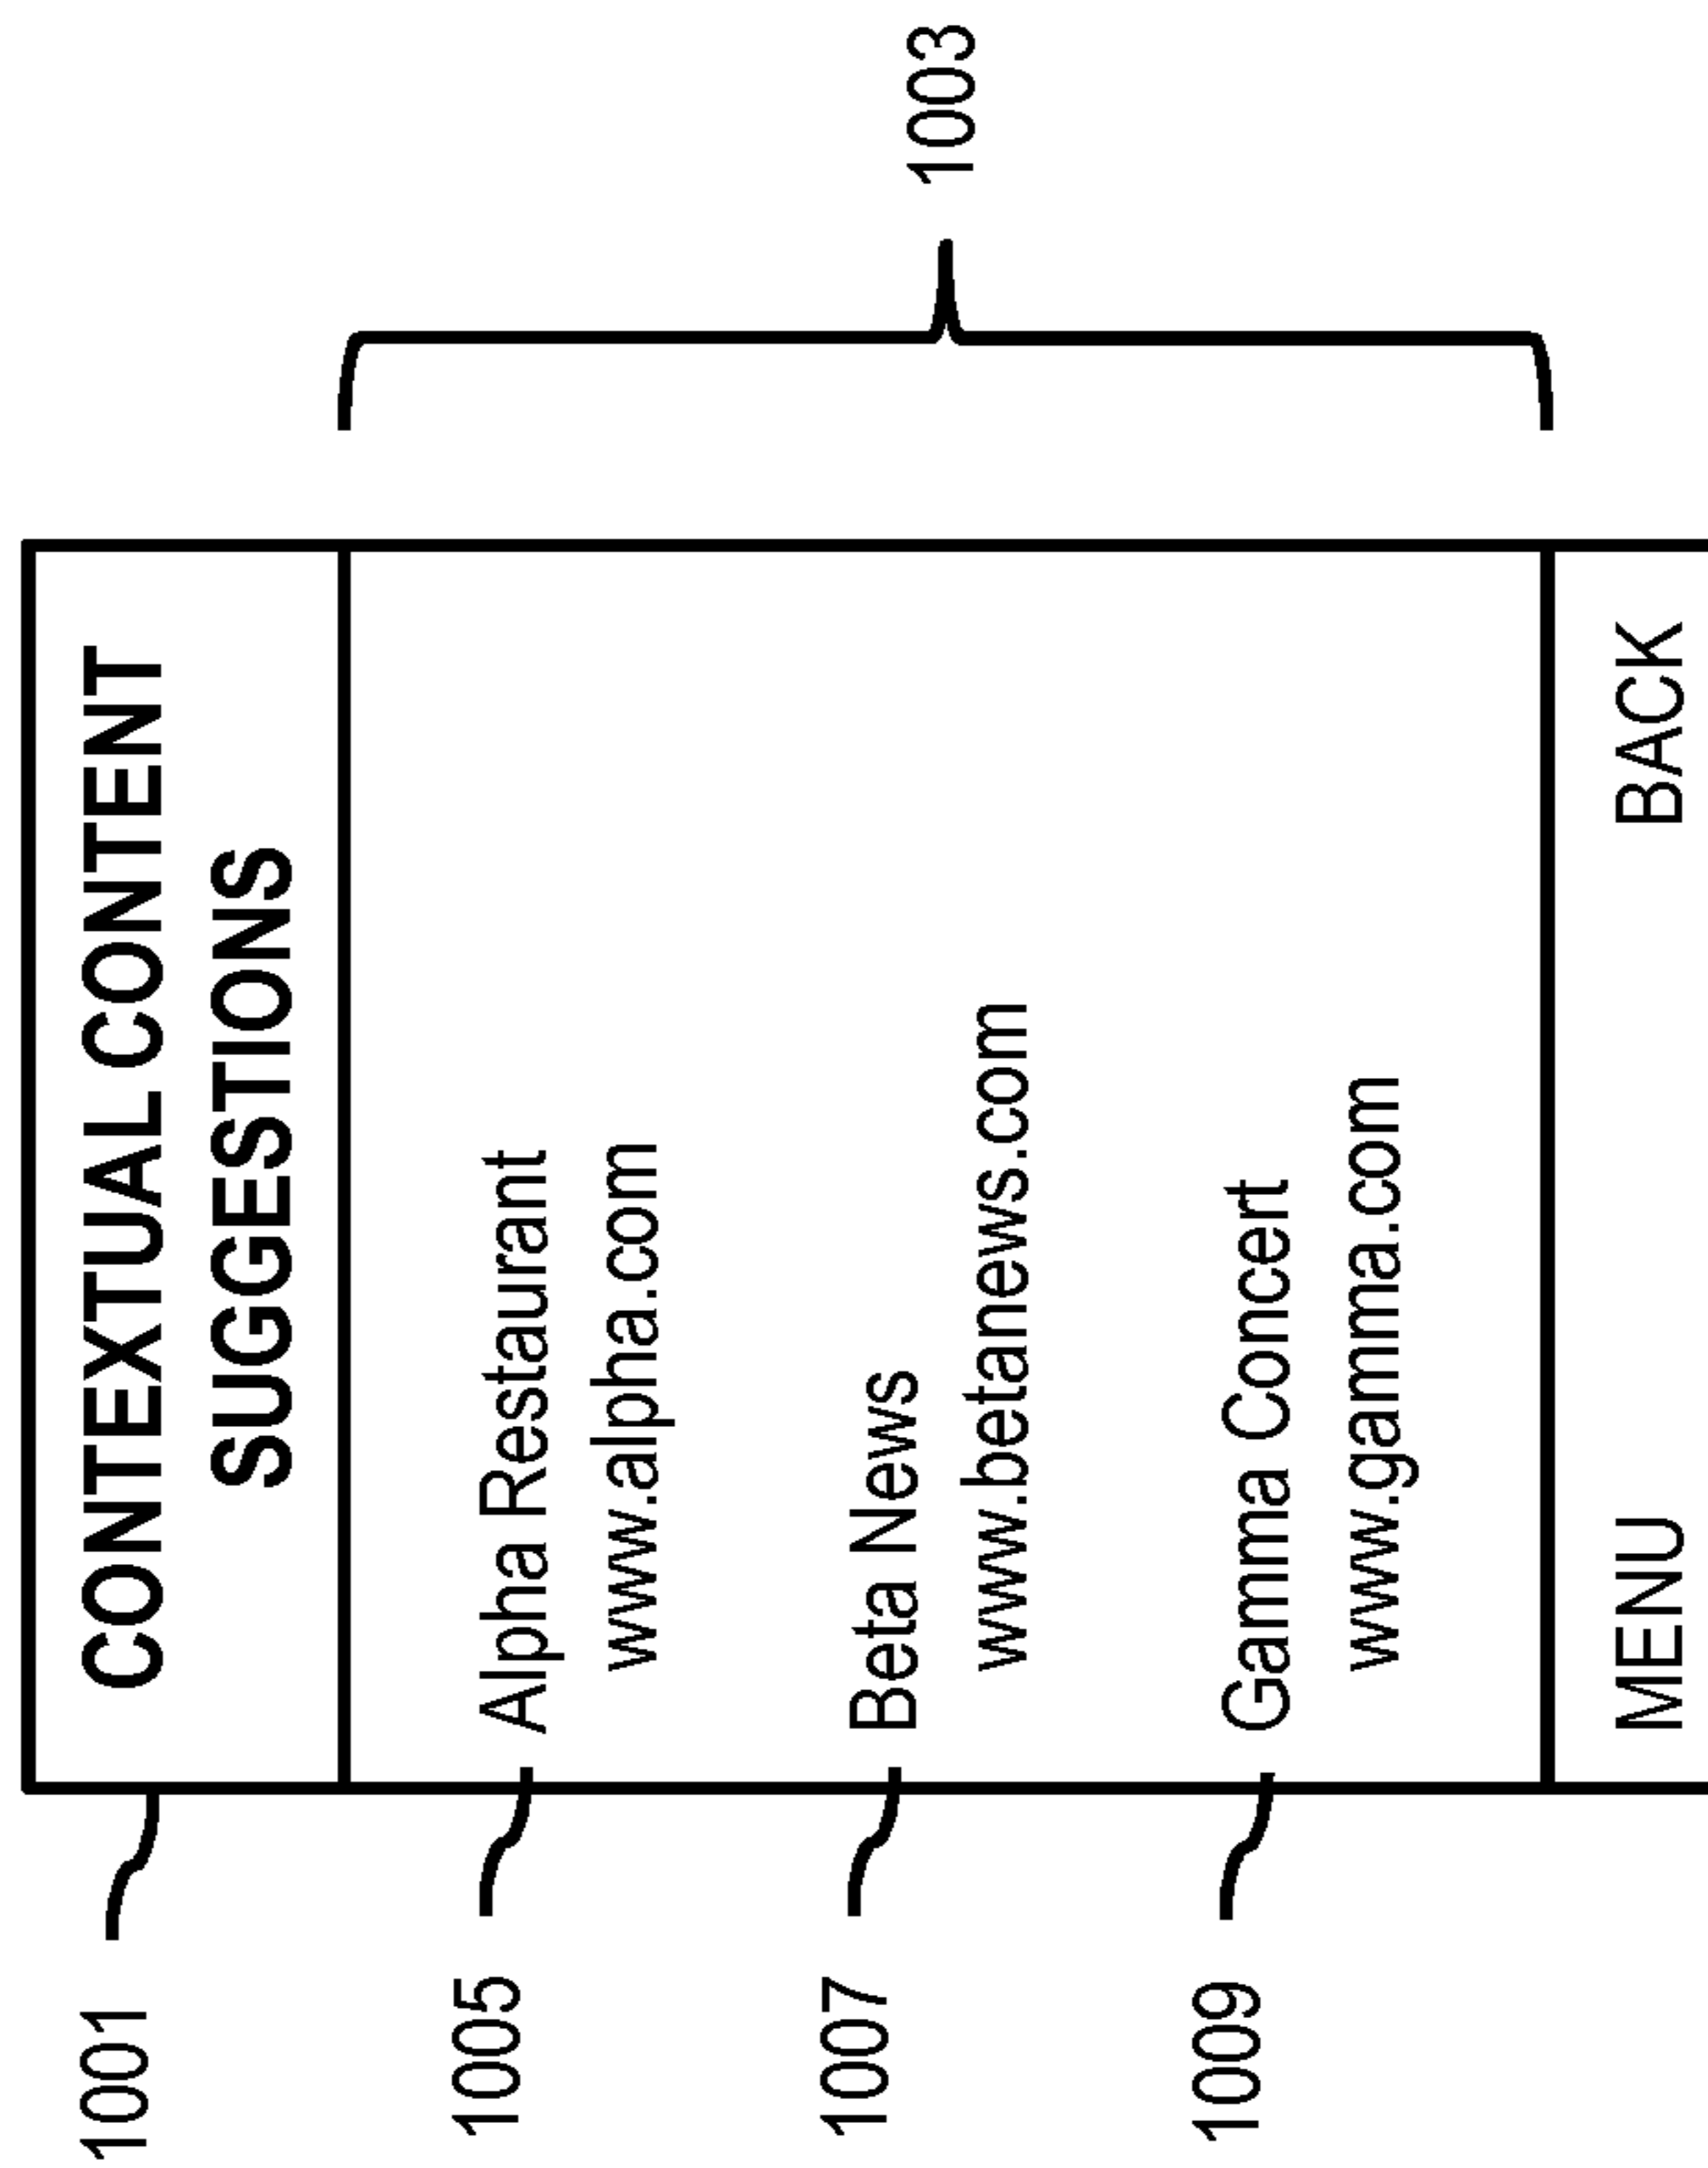 1001
CONTEXTUAL CONTENT
SUGGESTIONS
1003
1005
Alpha Restaurant
www.alpha.com
1007
Beta News
www.betanews.com
1009
Gamma Concert
www.gamma.com
MENU
BACK